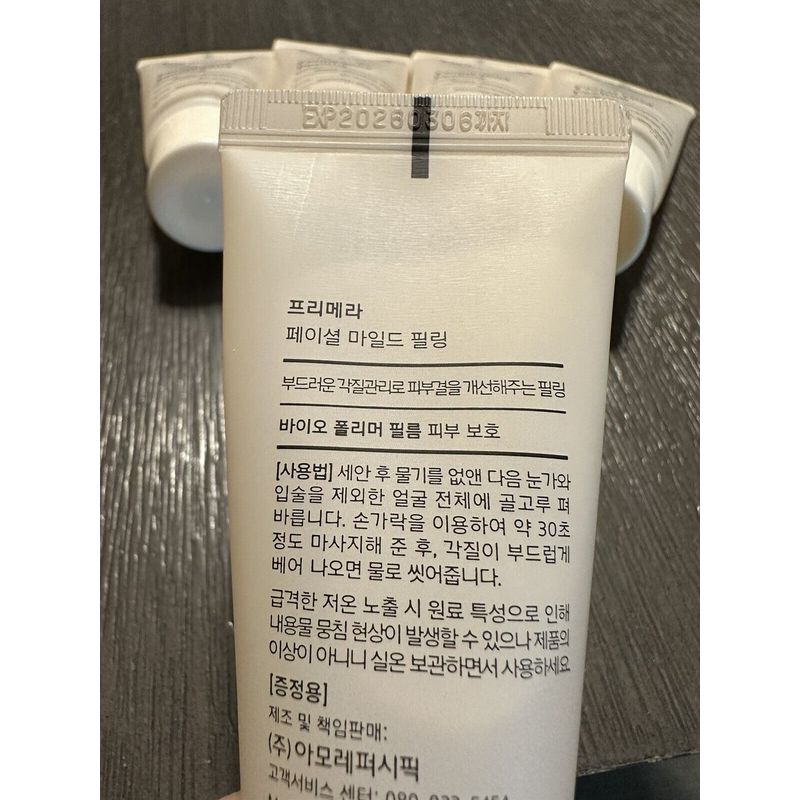 EXP20260306까지
프리메라
페이셜 마일드 필링
부드러운 각질관리로 피부결을 개선해주는 필링
바이오 폴리머 필름 피부 보호
[사용법] 세안 후 물기를 없앤 다음 눈가와
입술을 제외한 얼굴 전체에 골고루 펴
바릅니다. 손가락을 이용하여 약 30초
정도 마사지해 준 후, 각질이 부드럽게
베어 나오면 물로 씻어줍니다.
급격한 저온 노출 시 원료 특성으로 인해
내용물 뭉침 현상이 발생할 수 있으나 제품의
이상이 아니니 실온 보관하면서 사용하세요
[증정용]
제조 및 책임판매:
(주)아모레퍼시픽
고객서비스 센터: 080-023-5454